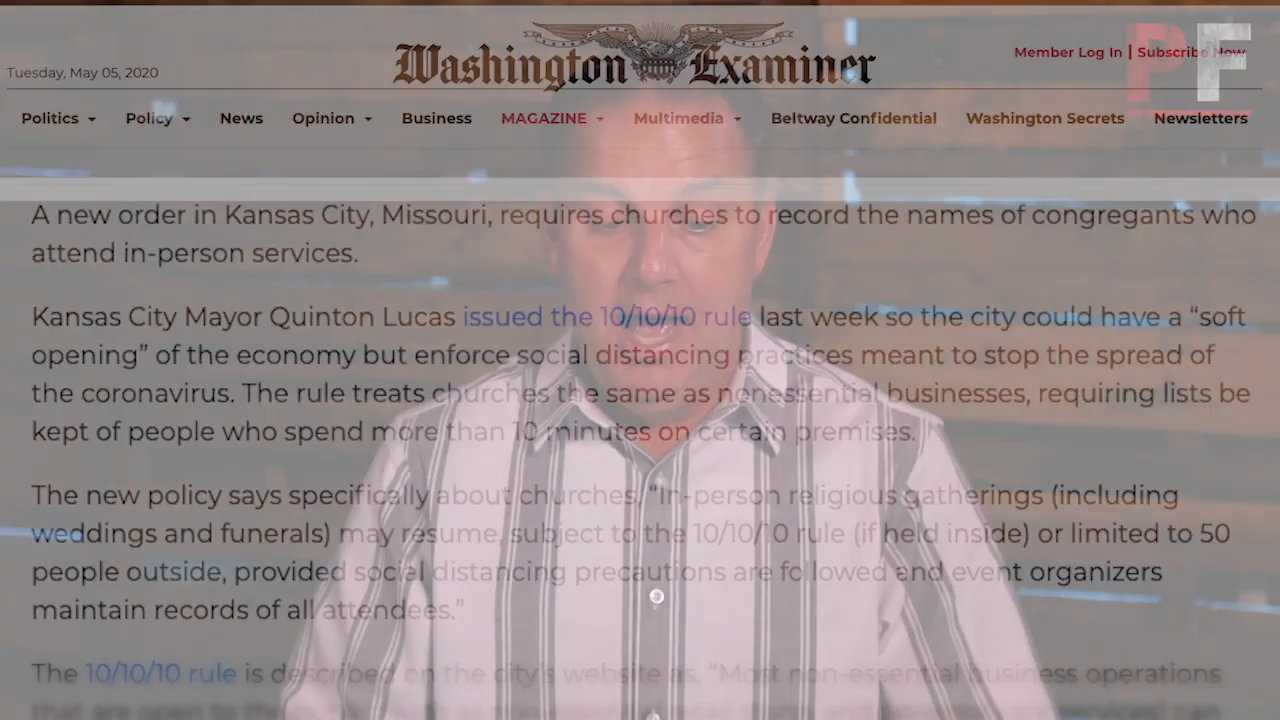 PF
Washington Examiner
Member Log In | Subscribe Now
Tuesday, May 05, 2020
Politics Policy News Opinion Business MAGAZINE Multimedia Beltway Confidential Washington Secrets Newsletters
A new order in Kansas City, Missouri, requires churches to record the names of congregants who
attend in-person services.
Kansas City Mayor Quinton Lucas issued the 10/10/10 rule last week so the city could have a “soft
opening” of the economy but enforce social distancing practices meant to stop the spread of
the coronavirus. The rule treats churches the same as nonessential businesses, requiring lists be
kept of people who spend more than 10 minutes on certain premises.
The new policy says specifically about churches, “In-person religious gatherings (including
weddings and funerals) may resume, subject to the 10/10/10 rule (if held inside) or limited to 50
people outside, provided social distancing precautions are followed and event organizers
maintain records of all attendees.”
The 10/10/10 rule is described on the city's website as, “Most non-essential business operations
that are open to the